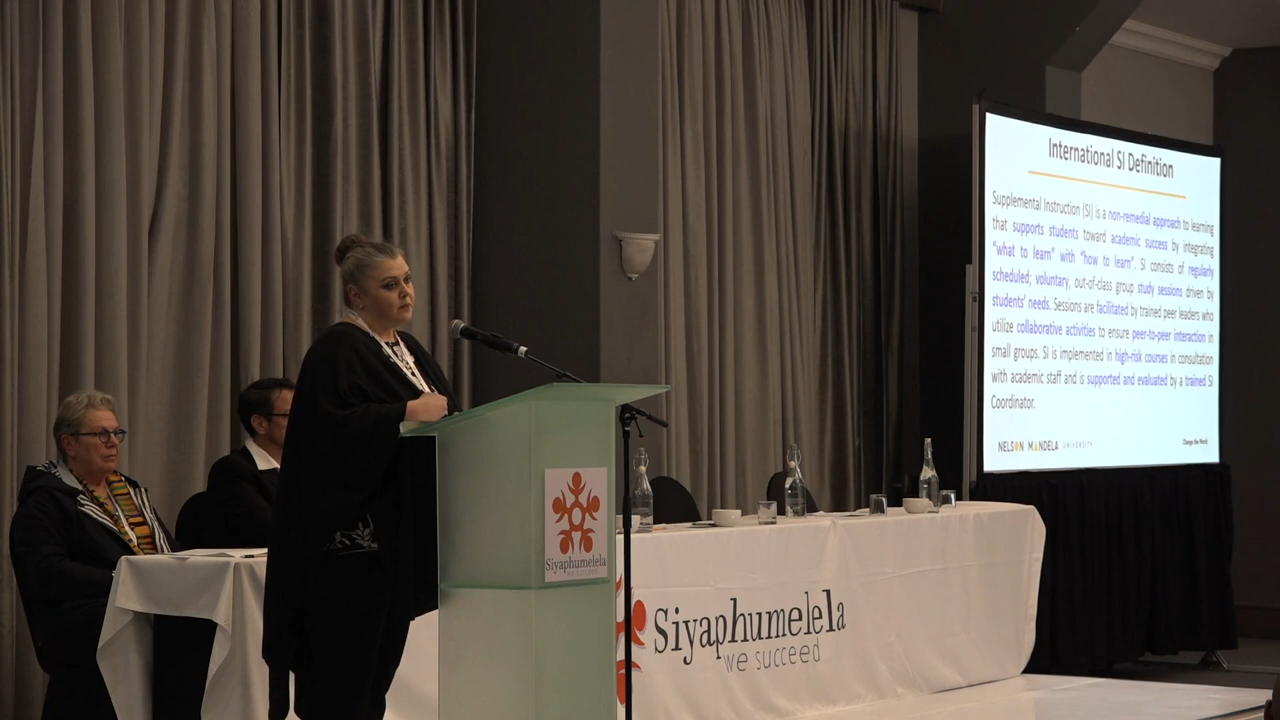 International SI Definition
Supplemental Instruction (SI) is a non-remedial approach to learning
that supports students toward academic success by integrating
"what to learn" with "how to learn". SI consists of regularly
scheduled; voluntary, out-of-class group study sessions driven by
students' needs. Sessions are facilitated by trained peer leaders who
utilize collaborative activities to ensure peer-to-peer interaction in
small groups. SI is implemented in high-risk courses in consultation
with academic staff and is supported and evaluated by a trained SI
Coordinator.
NELSON MANDELA UNIVERSITY
Change the World
Siyaphumelela
we succeed
Siyaphumelela
we succeed